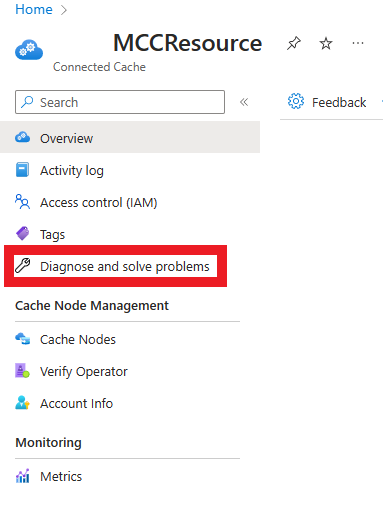 Home
MCCResource
Connected Cache
Search
Feedback
Overview
Activity log
Access control (IAM)
Tags
Diagnose and solve problems
Cache Node Management
Cache Nodes
Verify Operator
Account Info
Monitoring
Metrics